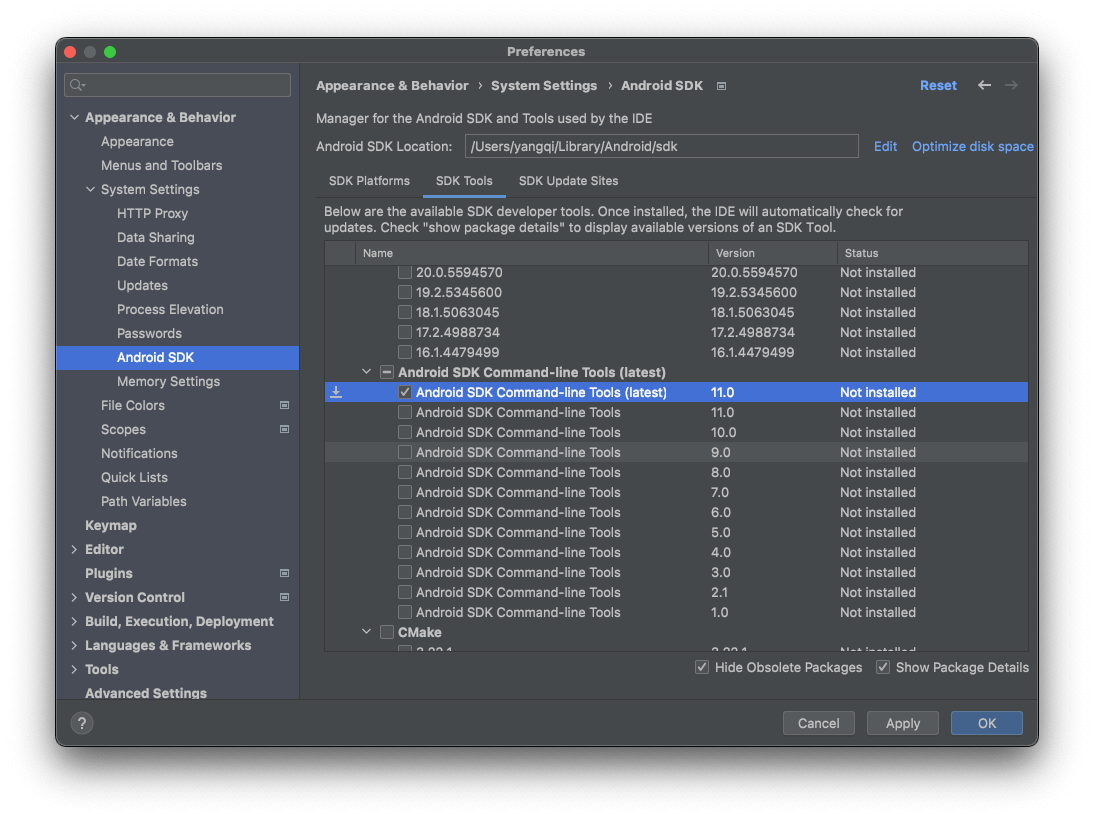 Preferences
Appearance & Behavior
Appearance
Menus and Toolbars
System Settings
HTTP Proxy
Data Sharing
Date Formats
Updates
Process Elevation
Passwords
Android SDK
Memory Settings
File Colors
Scopes
Notifications
Quick Lists
Path Variables
Keymap
Editor
Plugins
Version Control
Build, Execution, Deployment
Languages & Frameworks
Tools
Advanced Settings
Appearance & Behavior › System Settings › Android SDK
Reset
Manager for the Android SDK and Tools used by the IDE
Android SDK Location: /Users/yangqi/Library/Android/sdk Edit Optimize disk space
SDK Platforms SDK Tools SDK Update Sites
Below are the available SDK developer tools. Once installed, the IDE will automatically check for
updates. Check "show package details" to display available versions of an SDK Tool.
Name Version Status
20.0.5594570 20.0.5594570 Not installed
19.2.5345600 19.2.5345600 Not installed
18.1.5063045 18.1.5063045 Not installed
17.2.4988734 17.2.4988734 Not installed
16.1.4479499 16.1.4479499 Not installed
Android SDK Command-line Tools (latest)
Android SDK Command-line Tools (latest) 11.0 Not installed
Android SDK Command-line Tools 11.0 Not installed
Android SDK Command-line Tools 10.0 Not installed
Android SDK Command-line Tools 9.0 Not installed
Android SDK Command-line Tools 8.0 Not installed
Android SDK Command-line Tools 7.0 Not installed
Android SDK Command-line Tools 6.0 Not installed
Android SDK Command-line Tools 5.0 Not installed
Android SDK Command-line Tools 4.0 Not installed
Android SDK Command-line Tools 3.0 Not installed
Android SDK Command-line Tools 2.1 Not installed
Android SDK Command-line Tools 1.0 Not installed
CMake
Hide Obsolete Packages Show Package Details
? Cancel Apply OK